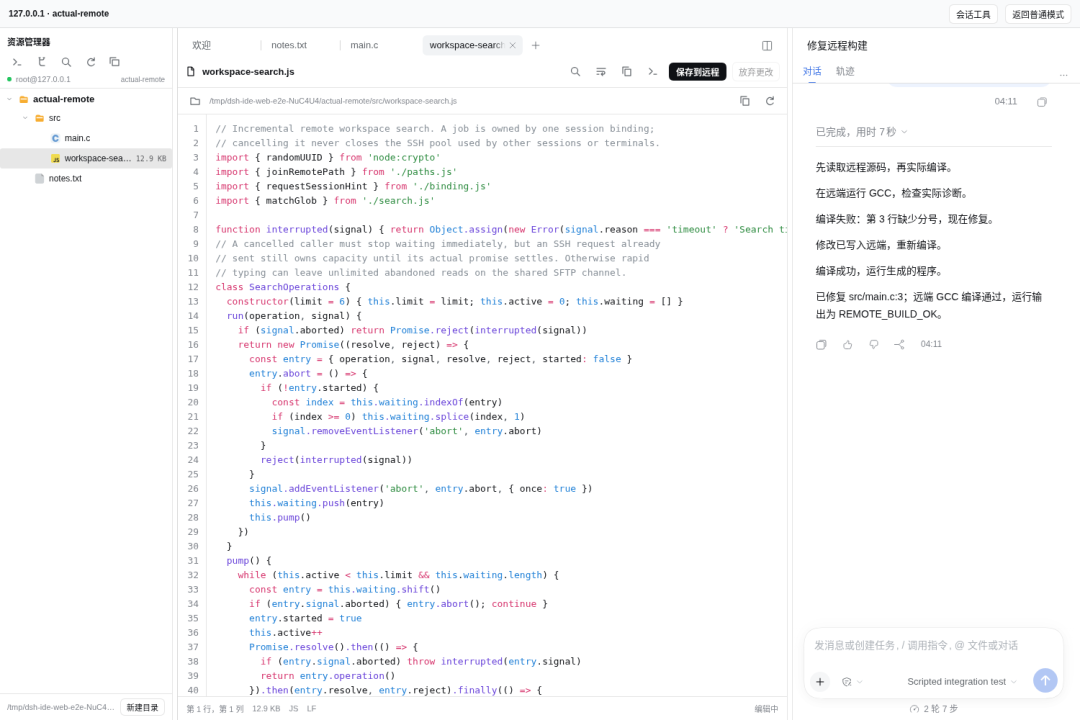 127.0.0.1 · actual-remote
会话工具
返回普通模式
资源管理器
root@127.0.0.1
actual-remote
actual-remote
src
main.c
workspace-sea… 12.9 KB
notes.txt
/tmp/dsh-ide-web-e2e-NuC4…
新建目录
欢迎
notes.txt
main.c
workspace-search
workspace-search.js
保存到远程
放弃更改
/tmp/dsh-ide-web-e2e-NuC4U4/actual-remote/src/workspace-search.js
1 // Incremental remote workspace search. A job is owned by one session binding;
2 // cancelling it never closes the SSH pool used by other sessions or terminals.
3 import { randomUUID } from 'node:crypto'
4 import { joinRemotePath } from './paths.js'
5 import { requestSessionHint } from './binding.js'
6 import { matchGlob } from './search.js'
7
8 function interrupted(signal) { return Object.assign(new Error(signal.reason === 'timeout' ? 'Search ti
9 // A cancelled caller must stop waiting immediately, but an SSH request already
10 // sent still owns capacity until its actual promise settles. Otherwise rapid
11 // typing can leave unlimited abandoned reads on the shared SFTP channel.
12 class SearchOperations {
13   constructor(limit = 6) { this.limit = limit; this.active = 0; this.waiting = [] }
14   run(operation, signal) {
15     if (signal.aborted) return Promise.reject(interrupted(signal))
16     return new Promise((resolve, reject) => {
17       const entry = { operation, signal, resolve, reject, started: false }
18       entry.abort = () => {
19         if (!entry.started) {
20           const index = this.waiting.indexOf(entry)
21           if (index >= 0) this.waiting.splice(index, 1)
22           signal.removeEventListener('abort', entry.abort)
23         }
24         reject(interrupted(signal))
25       }
26       signal.addEventListener('abort', entry.abort, { once: true })
27       this.waiting.push(entry)
28       this.pump()
29     })
30   }
31   pump() {
32     while (this.active < this.limit && this.waiting.length) {
33       const entry = this.waiting.shift()
34       if (entry.signal.aborted) { entry.abort(); continue }
35       entry.started = true
36       this.active++
37       Promise.resolve().then(() => {
38         if (entry.signal.aborted) throw interrupted(entry.signal)
39         return entry.operation()
40       }).then(entry.resolve, entry.reject).finally(() => {
第 1 行，第 1 列 12.9 KB JS LF
编辑中
修复远程构建
对话
轨迹
…
04:11
已完成，用时 7 秒
先读取远程源码，再实际编译。
在远端运行 GCC，检查实际诊断。
编译失败：第 3 行缺少分号，现在修复。
修改已写入远端，重新编译。
编译成功，运行生成的程序。
已修复 src/main.c:3；远端 GCC 编译通过，运行输
出为 REMOTE_BUILD_OK。
04:11
发消息或创建任务, / 调用指令, @ 文件或对话
Scripted integration test
2 轮 7 步